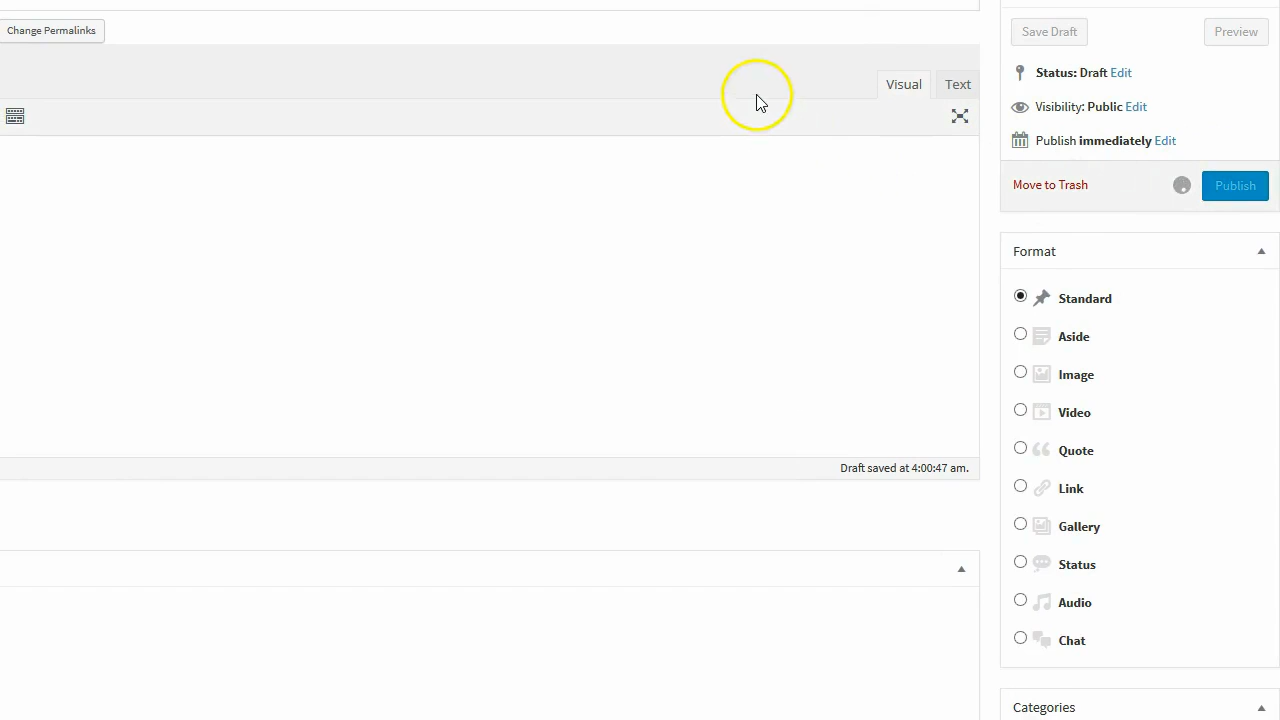 Change Permalinks
Visual Text
Draft saved at 4:00:47 am.
Save Draft Preview
Status: Draft Edit
Visibility: Public Edit
Publish immediately Edit
Move to Trash Publish
Format
Standard
Aside
Image
Video
Quote
Link
Gallery
Status
Audio
Chat
Categories